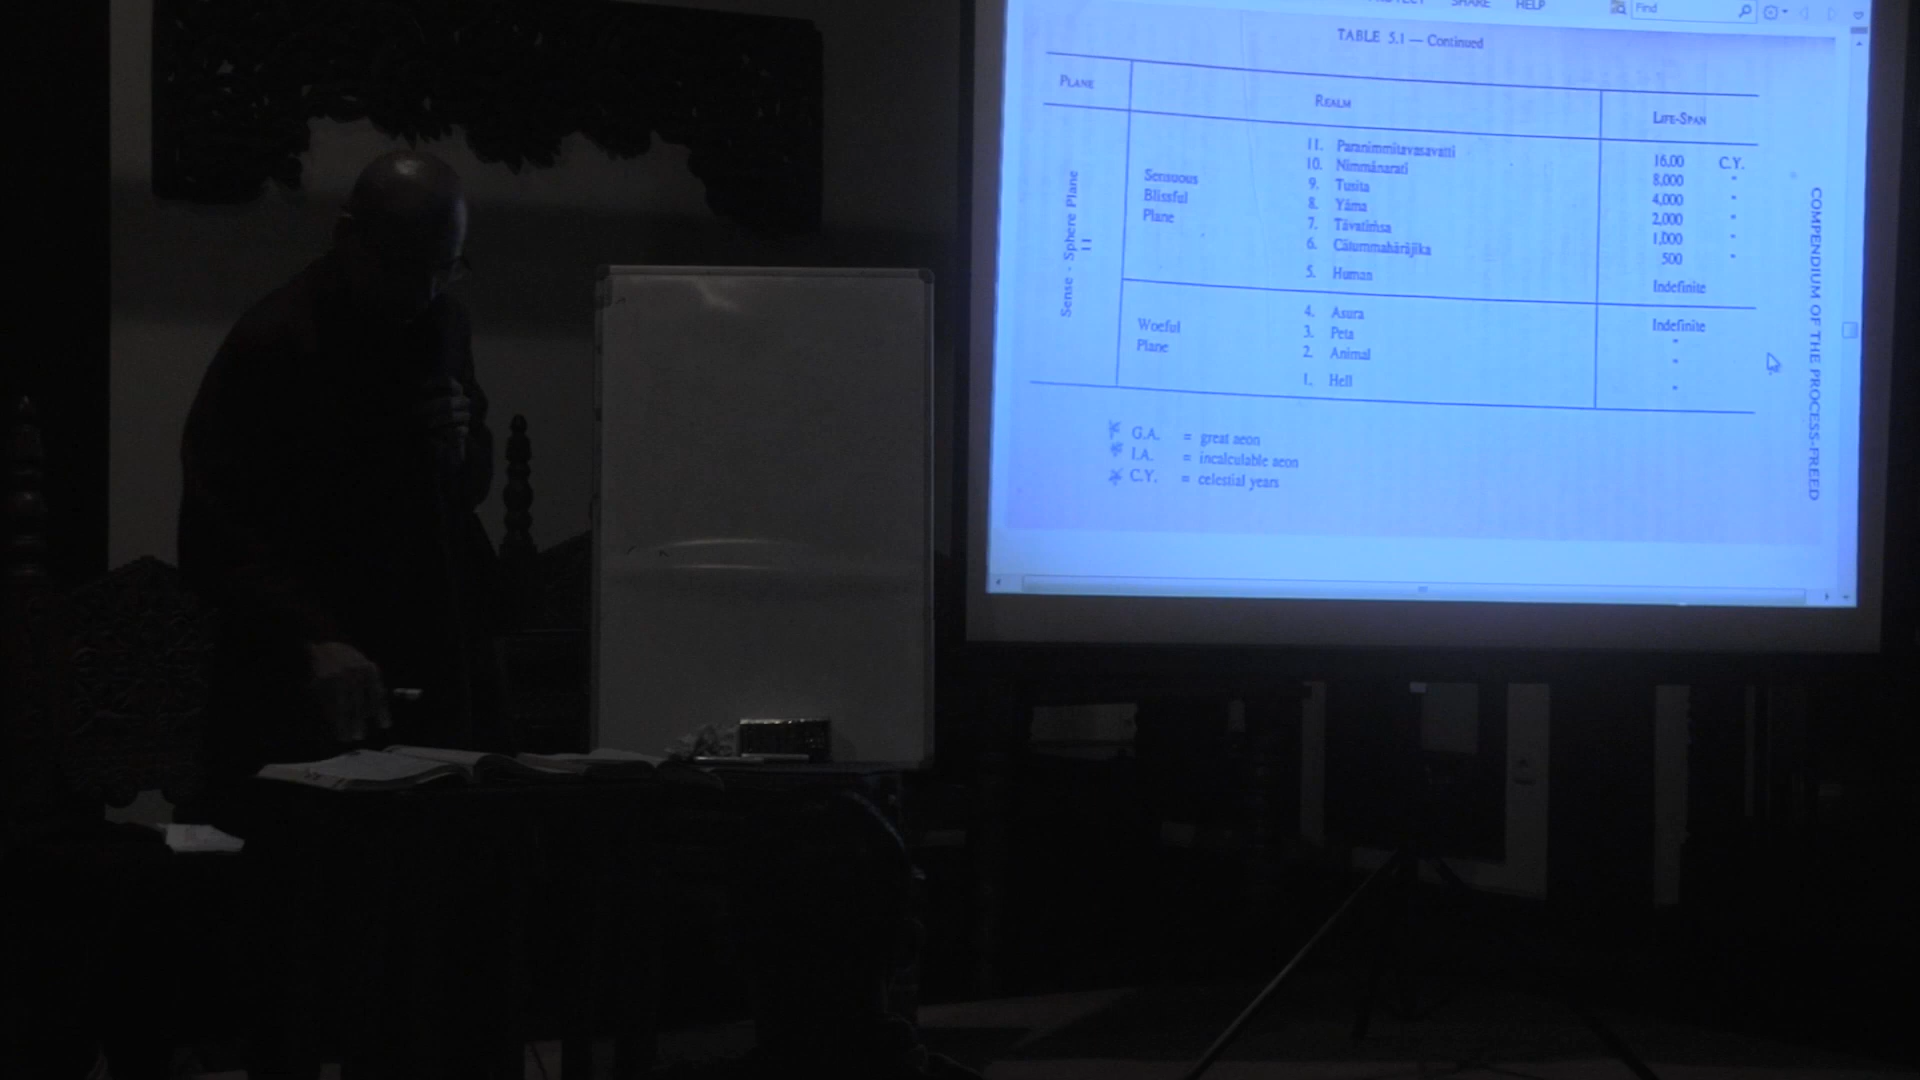 SHARE HELP Find
TABLE 5.1 — Continued
PLANE REALM LIFE-SPAN
Sense - Sphere Plane
11
Sensuous
Blissful
Plane
11. Paranimmitavasavatti 16,00 C.Y.
10. Nimmānarati 8,000 "
9. Tusita 4,000 "
8. Yāma 2,000 "
7. Tāvatiṁsa 1,000 "
6. Cātummahārājika 500 "
5. Human Indefinite
Woeful
Plane
4. Asura Indefinite
3. Peta "
2. Animal "
1. Hell "
G.A. = great aeon
I.A. = incalculable aeon
C.Y. = celestial years
COMPENDIUM OF THE PROCESS-FREED